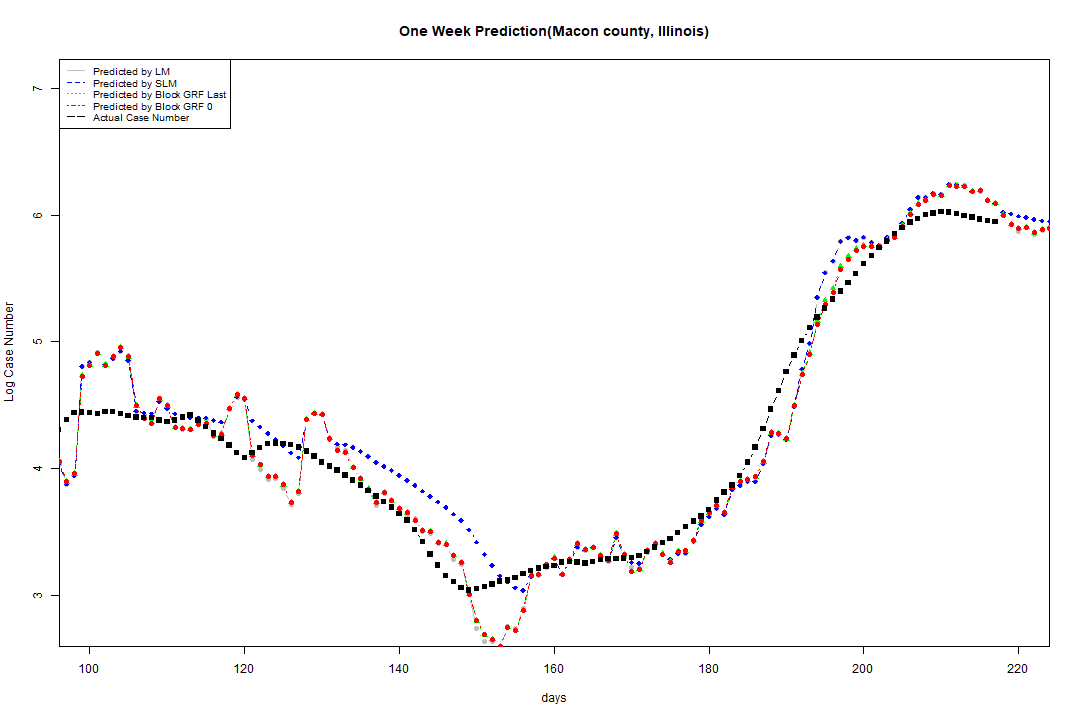 One Week Prediction(Macon county, Illinois)
Predicted by LM
Predicted by SLM
Predicted by Block GRF Last
Predicted by Block GRF 0
Actual Case Number
7
6
5
4
3
Log Case Number
100 120 140 160 180 200 220
days